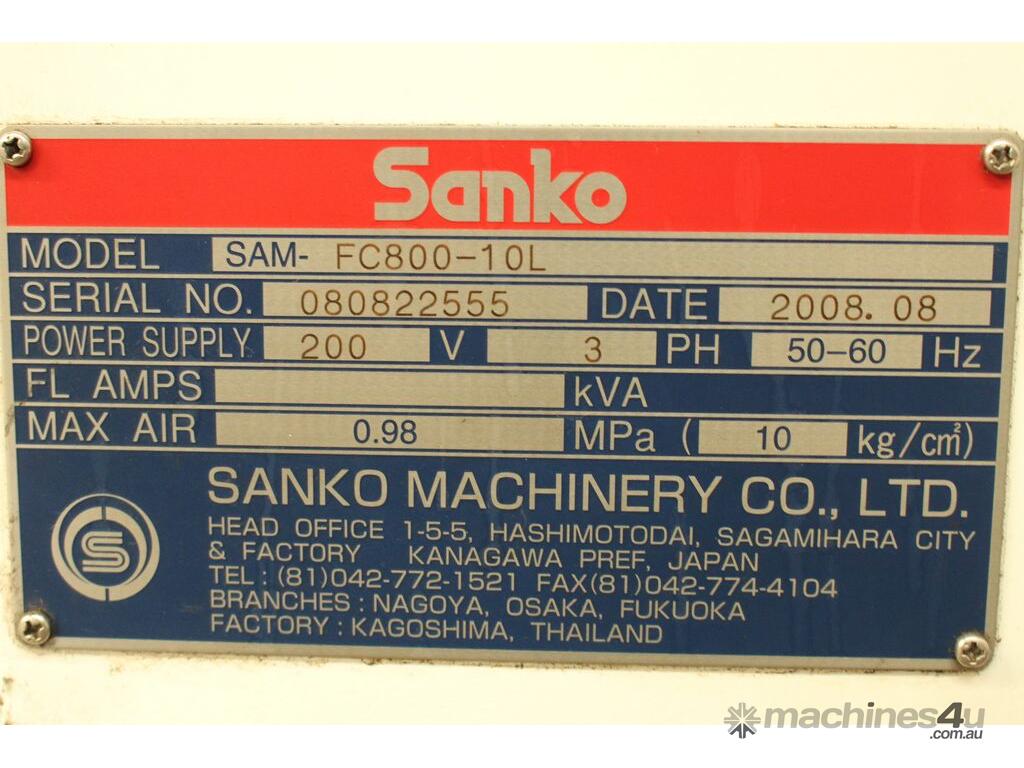 Sanko
MODEL SAM- FC800-10L
SERIAL NO. 080822555 DATE 2008. 08
POWER SUPPLY 200 V 3 PH 50-60 Hz
FL AMPS kVA
MAX AIR 0.98 MPa ( 10 kg/c㎡)
SANKO MACHINERY CO., LTD.
HEAD OFFICE 1-5-5, HASHIMOTODAI, SAGAMIHARA CITY
& FACTORY KANAGAWA PREF, JAPAN
TEL : (81)042-772-1521 FAX(81)042-774-4104
BRANCHES : NAGOYA, OSAKA, FUKUOKA
FACTORY : KAGOSHIMA, THAILAND
S
machines4u
.com.au